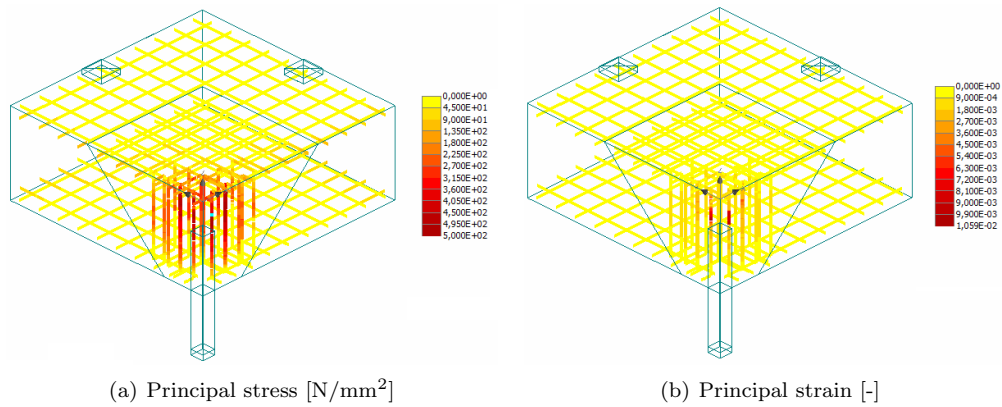 0,000E+00
4,500E+01
9,000E+01
1,350E+02
1,800E+02
2,250E+02
2,700E+02
3,150E+02
3,600E+02
4,050E+02
4,500E+02
4,950E+02
5,000E+02
0,000E+00
9,000E-04
1,800E-03
2,700E-03
3,600E-03
4,500E-03
5,400E-03
6,300E-03
7,200E-03
8,100E-03
9,000E-03
9,900E-03
1,059E-02
(a) Principal stress [N/mm²]
(b) Principal strain [-]